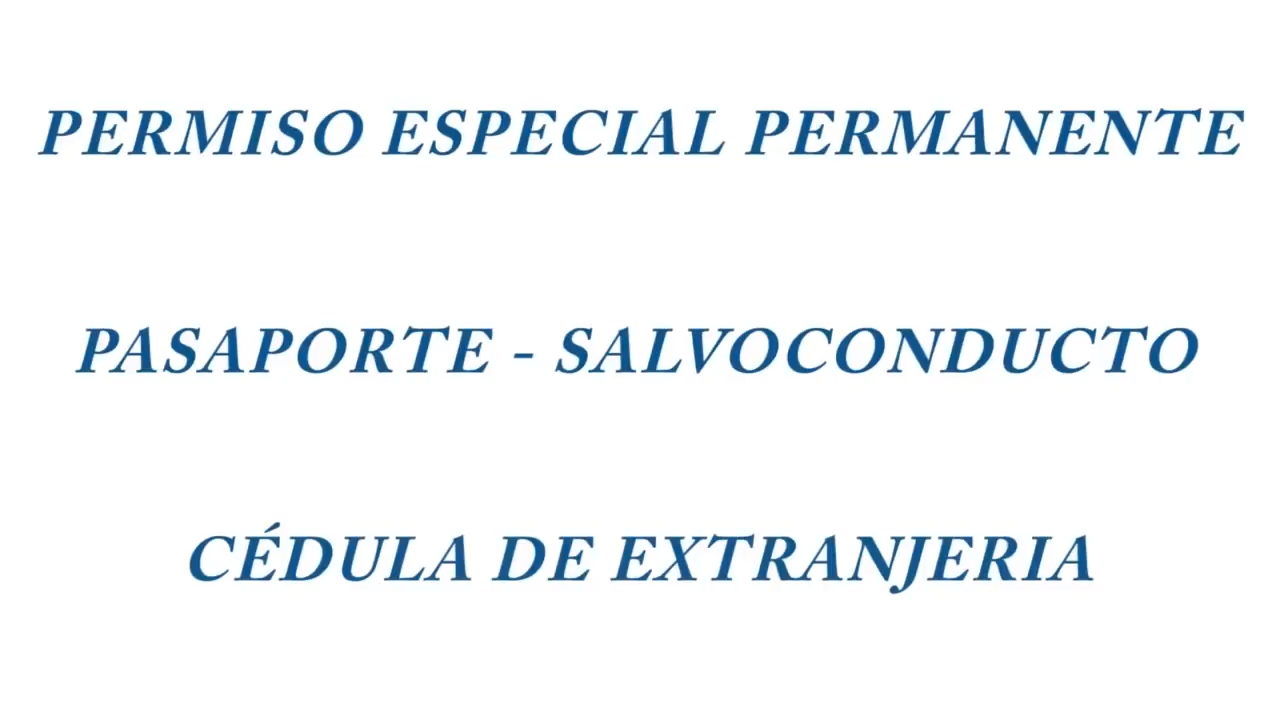 PERMISO ESPECIAL PERMANENTE
PASAPORTE - SALVOCONDUCTO
CÉDULA DE EXTRANJERIA